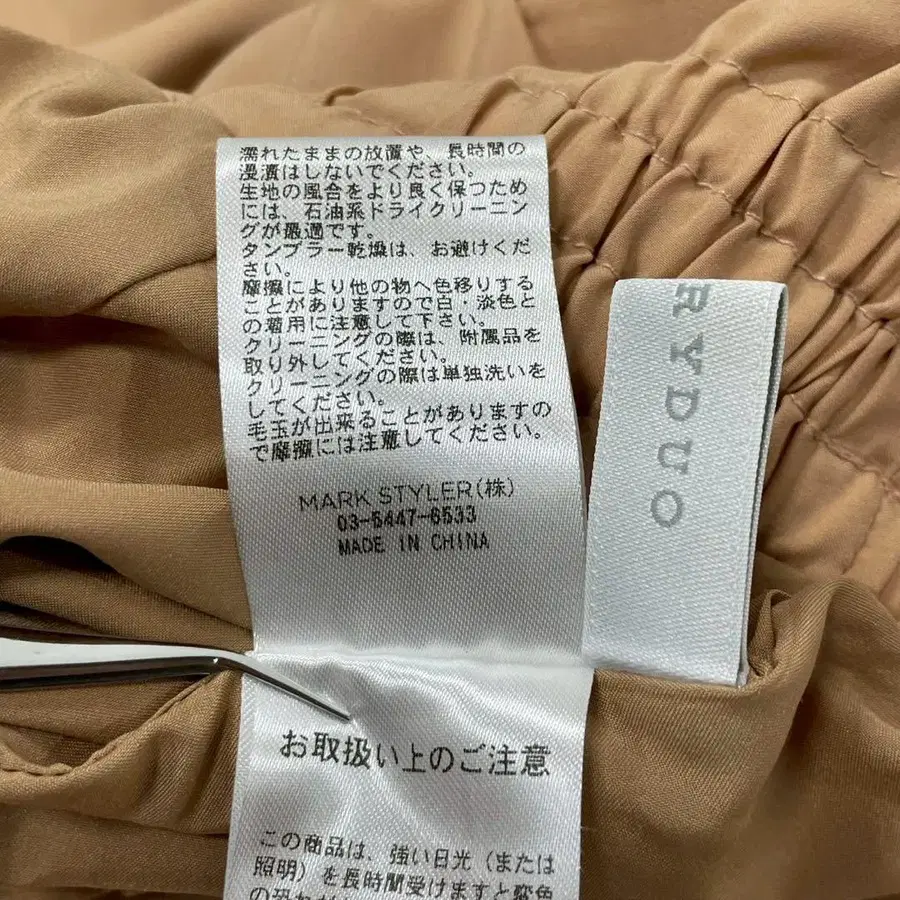 濡れたままの放置や、長時間の
浸漬はしないでください。
生地の風合をより良く保つため
には、石油系ドライクリーニン
グが最適です。
タンブラー乾燥は、お避けくだ
さい。
摩擦により他の物へ色移りする
ことがありますので白・淡色と
の着用に注意して下さい。
クリーニングの際は、附属品を
取り外してください。
クリーニングの際は単独洗いを
してください。
毛玉が出来ることがありますの
で摩擦には注意してください。
MARK STYLER(株)
03-5447-6533
MADE IN CHINA
RYDUO
お取扱い上のご注意
この商品は、強い日光(または
照明)を長時間受けますと変色
の恐れが